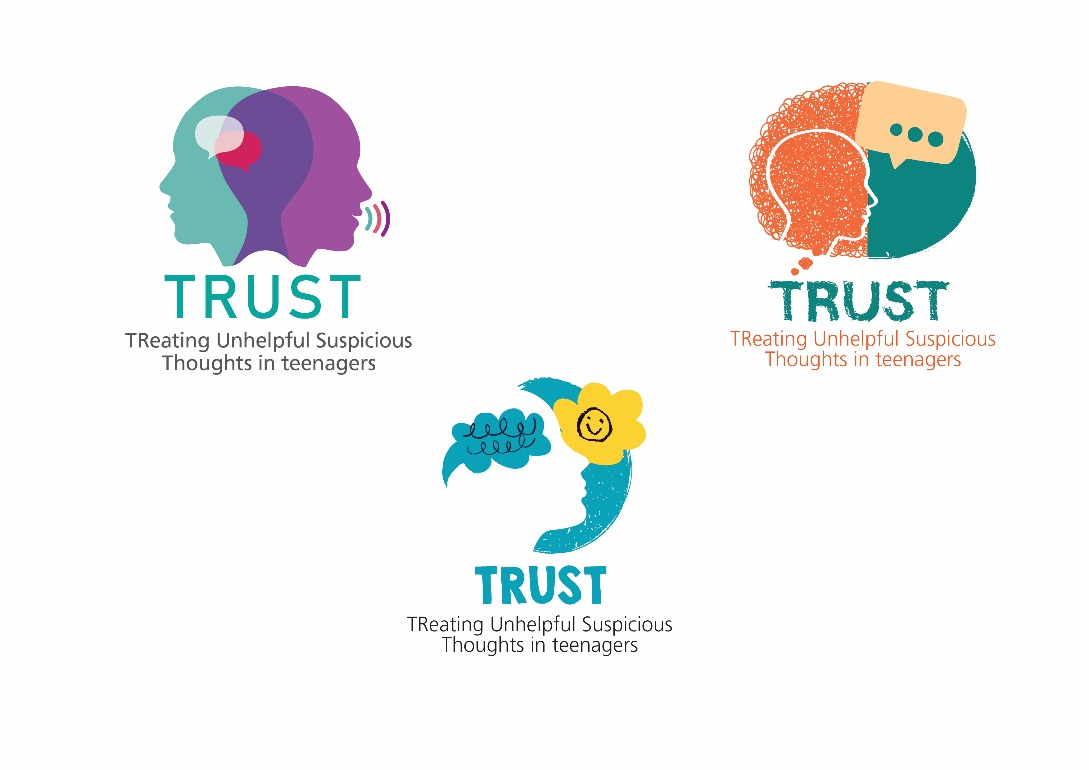 TRUST
TReating Unhelpful Suspicious
Thoughts in teenagers
TRUST
TReating Unhelpful Suspicious
Thoughts in teenagers
TRUST
TReating Unhelpful Suspicious
Thoughts in teenagers